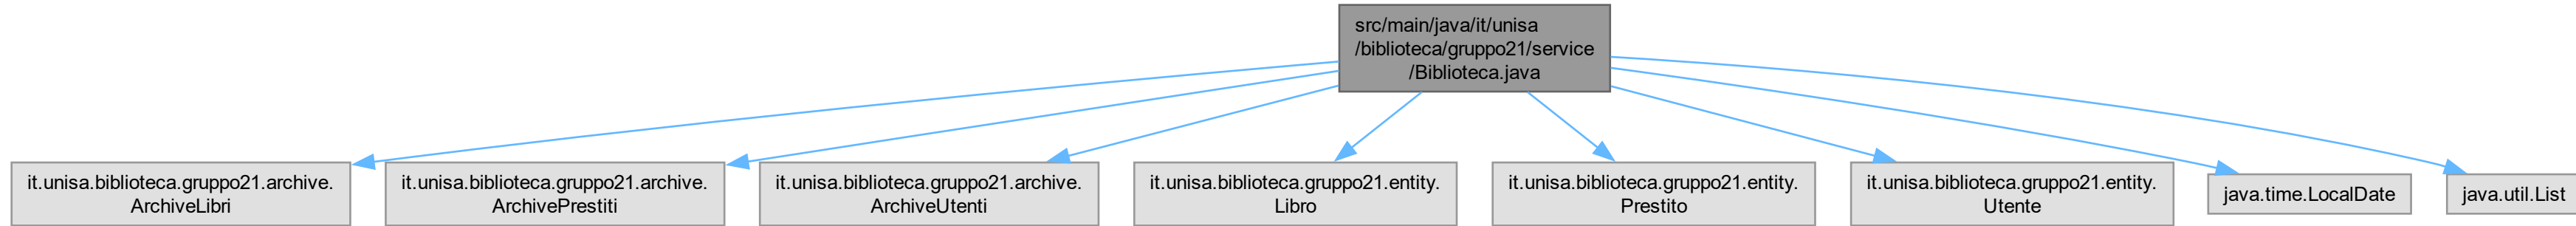 src/main/java/it/unisa
/biblioteca/gruppo21/service
/Biblioteca.java
it.unisa.biblioteca.gruppo21.archive.
ArchiveLibri
it.unisa.biblioteca.gruppo21.archive.
ArchivePrestiti
it.unisa.biblioteca.gruppo21.archive.
ArchiveUtenti
it.unisa.biblioteca.gruppo21.entity.
Libro
it.unisa.biblioteca.gruppo21.entity.
Prestito
it.unisa.biblioteca.gruppo21.entity.
Utente
java.time.LocalDate
java.util.List